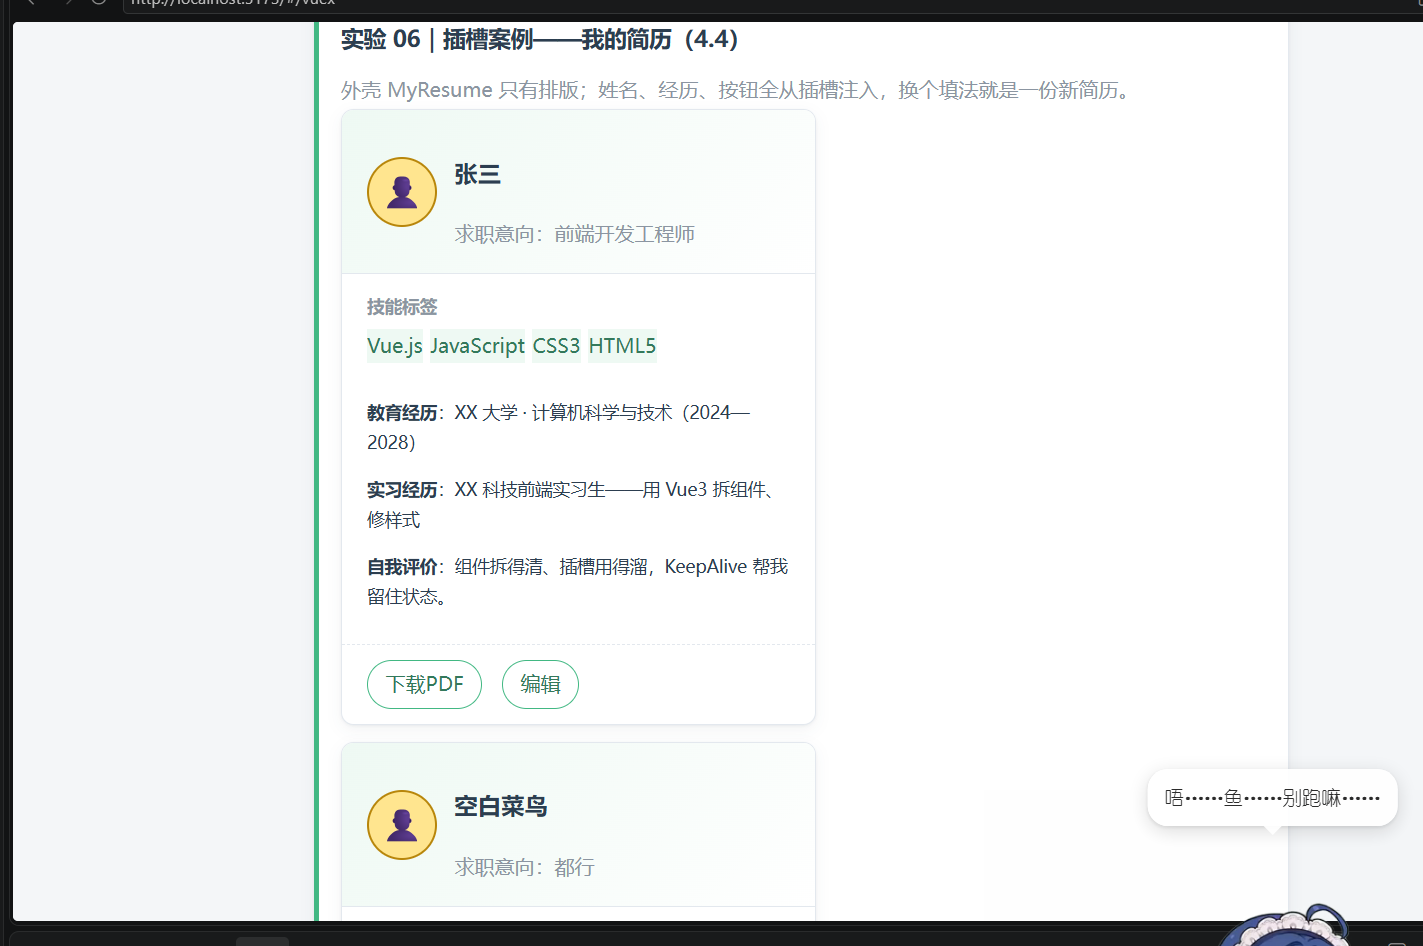 http://localhost:5173/#/vuex
实验 06｜插槽案例——我的简历（4.4）
外壳 MyResume 只有排版；姓名、经历、按钮全从插槽注入，换个填法就是一份新简历。
张三
求职意向：前端开发工程师
技能标签
Vue.js JavaScript CSS3 HTML5
教育经历：XX 大学 · 计算机科学与技术（2024—
2028）
实习经历：XX 科技前端实习生——用 Vue3 拆组件、
修样式
自我评价：组件拆得清、插槽用得溜，KeepAlive 帮我
留住状态。
下载PDF 编辑
空白菜鸟
求职意向：都行
唔······鱼······别跑嘛······